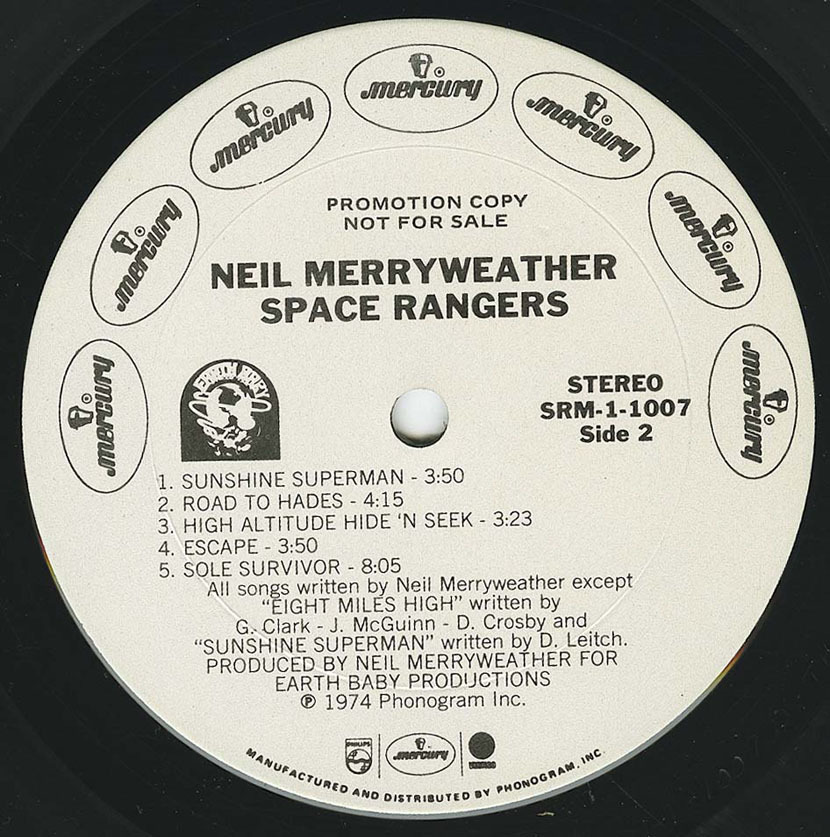 mercury
mercury
mercury
mercury
mercury
mercury
mercury
PROMOTION COPY
NOT FOR SALE
NEIL MERRYWEATHER
SPACE RANGERS
EARTH BABY
STEREO
SRM-1-1007
Side 2
1. SUNSHINE SUPERMAN - 3:50
2. ROAD TO HADES - 4:15
3. HIGH ALTITUDE HIDE 'N SEEK - 3:23
4. ESCAPE - 3:50
5. SOLE SURVIVOR - 8:05
All songs written by Neil Merryweather except
“EIGHT MILES HIGH” written by
G. Clark - J. McGuinn - D. Crosby and
“SUNSHINE SUPERMAN” written by D. Leitch.
PRODUCED BY NEIL MERRYWEATHER FOR
EARTH BABY PRODUCTIONS
℗ 1974 Phonogram Inc.
PHILIPS
mercury
MANUFACTURED AND DISTRIBUTED BY PHONOGRAM, INC.